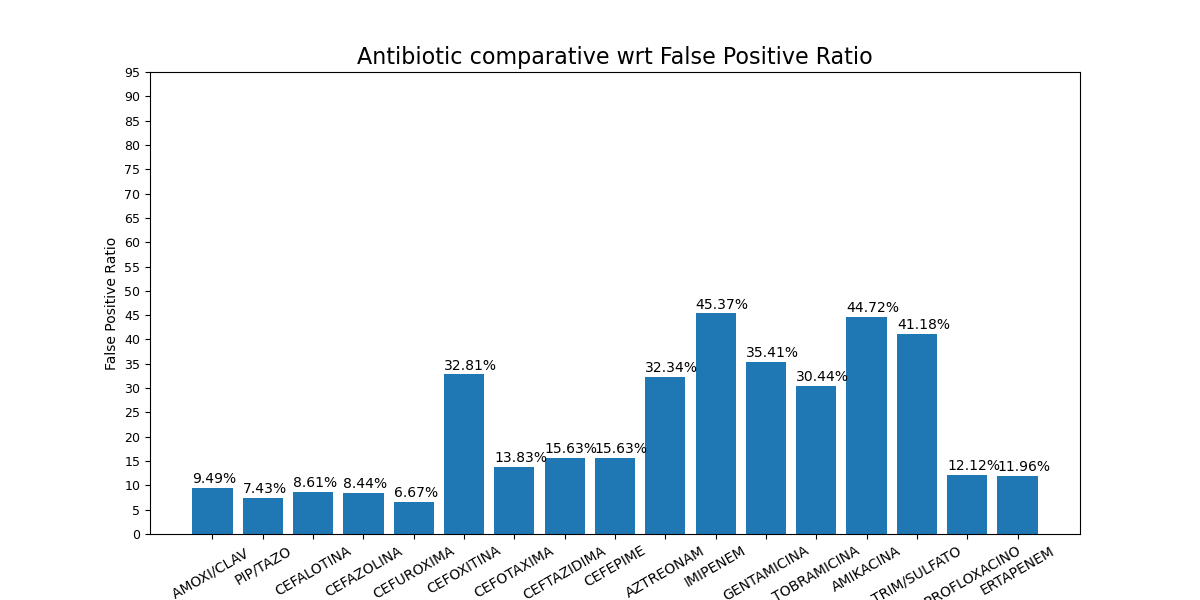 Antibiotic comparative wrt False Positive Ratio
False Positive Ratio
95
90
85
80
75
70
65
60
55
50
45
40
35
30
25
20
15
10
5
0
9.49%
7.43%
8.61%
8.44%
6.67%
32.81%
13.83%
15.63%
15.63%
32.34%
45.37%
35.41%
30.44%
44.72%
41.18%
12.12%
11.96%
AMOXI/CLAV
PIP/TAZO
CEFALOTINA
CEFAZOLINA
CEFUROXIMA
CEFOXITINA
CEFOTAXIMA
CEFTAZIDIMA
CEFEPIME
AZTREONAM
IMIPENEM
GENTAMICINA
TOBRAMICINA
AMIKACINA
TRIM/SULFATO
PROFLOXACINO
ERTAPENEM